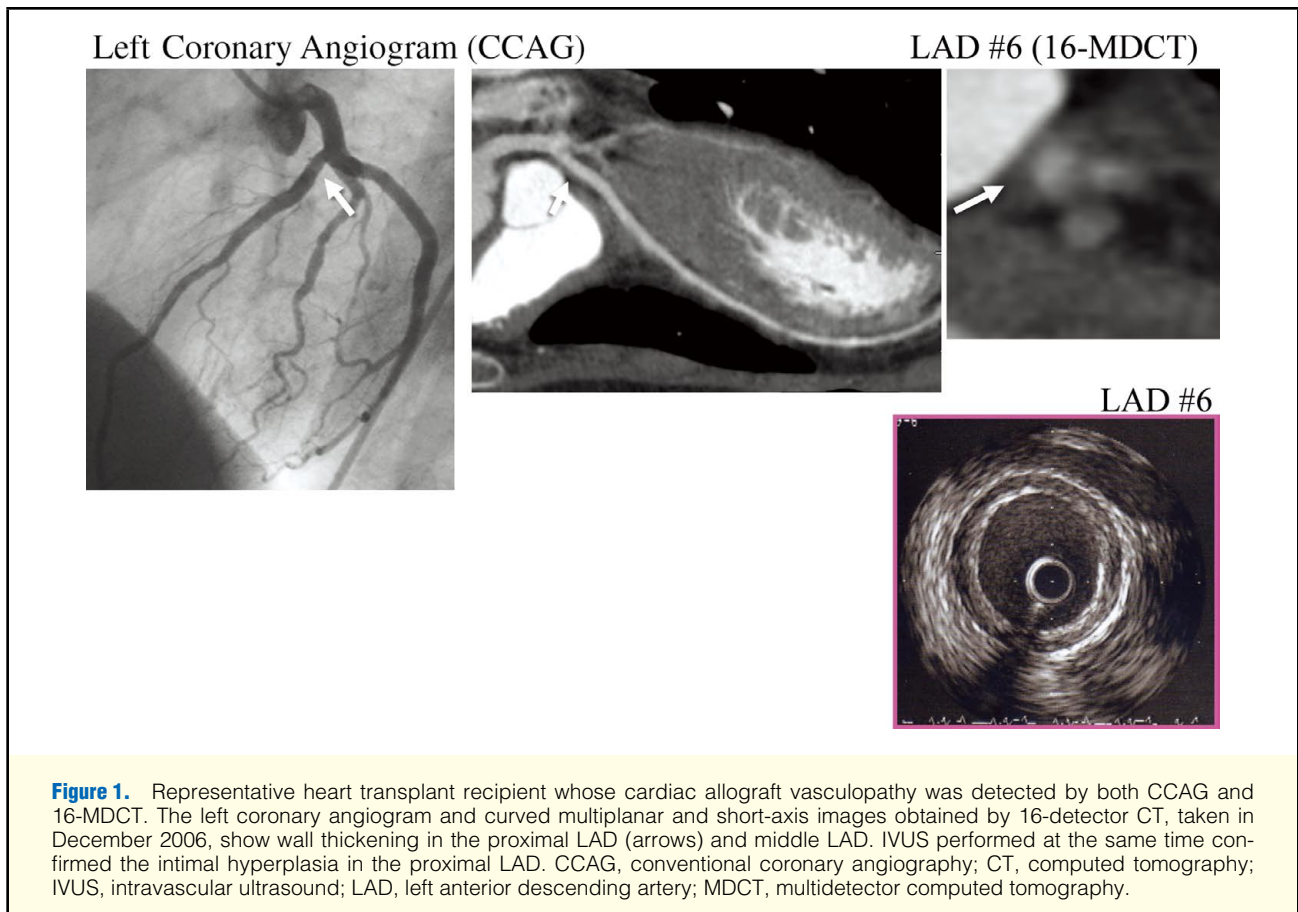 Left Coronary Angiogram (CCAG)
LAD #6 (16-MDCT)
LAD #6
Figure 1. Representative heart transplant recipient whose cardiac allograft vasculopathy was detected by both CCAG and
16-MDCT. The left coronary angiogram and curved multiplanar and short-axis images obtained by 16-detector CT, taken in
December 2006, show wall thickening in the proximal LAD (arrows) and middle LAD. IVUS performed at the same time con-
firmed the intimal hyperplasia in the proximal LAD. CCAG, conventional coronary angiography; CT, computed tomography;
IVUS, intravascular ultrasound; LAD, left anterior descending artery; MDCT, multidetector computed tomography.